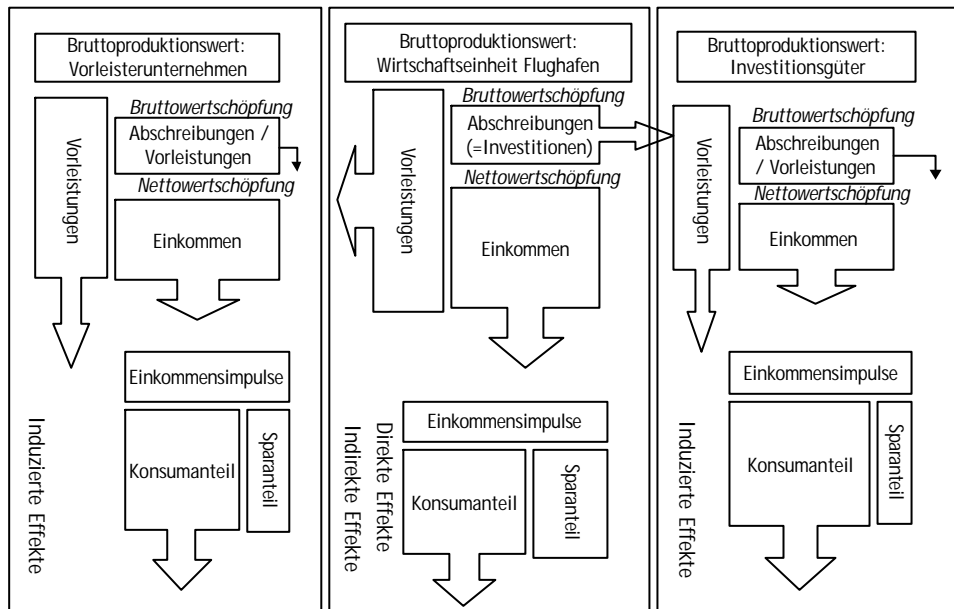 Bruttoproduktionswert:
Vorleisterunternehmen
Vorleistungen
Bruttowertschöpfung
Abschreibungen /
Vorleistungen
Nettowertschöpfung
Einkommen
Einkommensimpulse
Konsumanteil
Sparanteil
Induzierte Effekte
Bruttoproduktionswert:
Wirtschaftseinheit Flughafen
Vorleistungen
Bruttowertschöpfung
Abschreibungen
(=Investitionen)
Nettowertschöpfung
Einkommen
Einkommensimpulse
Konsumanteil
Sparanteil
Direkte Effekte
Indirekte Effekte
Bruttoproduktionswert:
Investitionsgüter
Vorleistungen
Bruttowertschöpfung
Abschreibungen
/ Vorleistungen
Nettowertschöpfung
Einkommen
Einkommensimpulse
Konsumanteil
Sparanteil
Induzierte Effekte